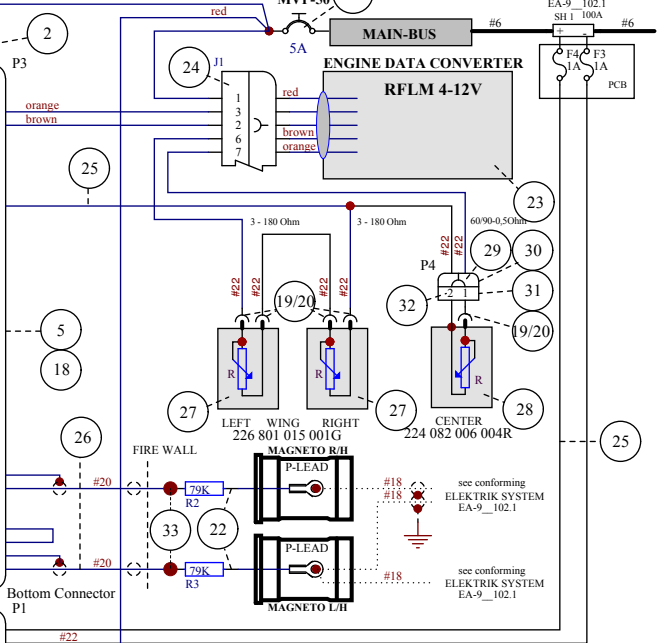 EA-9__102.1
red
#6
SH 1 100A
#6
2
MAIN-BUS
+ -
5A
P3
ENGINE DATA CONVERTER
F4 F3
1A 1A
24
J1
RFLM 4-12V
PCB
1
red
orange
3
brown
2
6
brown
7
orange
25
23
3 - 180 Ohm
3 - 180 Ohm
60/90-0,5Ohm
#22
#22
29
30
P4
#22
#22
#22
#22
-2 1
31
19/20
32
19/20
5
R
R
R
18
27
27
28
LEFT WING RIGHT
CENTER
226 801 015 001G
224 082 006 004R
26
FIRE WALL
MAGNETO R/H
25
P-LEAD
#20
79K
#18
see conforming
R2
#18
ELEKTRIK SYSTEM
EA-9__102.1
33
22
P-LEAD
#20
79K
#18
see conforming
R3
ELEKTRIK SYSTEM
EA-9__102.1
Bottom Connector
P1
MAGNETO L/H
#22